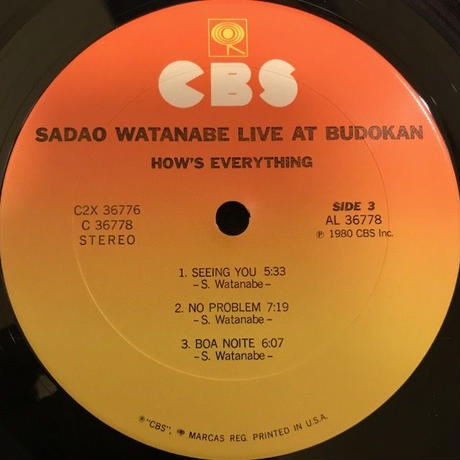 CBS
SADAO WATANABE LIVE AT BUDOKAN
HOW'S EVERYTHING
C2X 36776
C 36778
STEREO
SIDE 3
AL 36778
℗ 1980 CBS Inc.
1. SEEING YOU 5:33
– S. Watanabe –
2. NO PROBLEM 7:19
– S. Watanabe –
3. BOA NOITE 6:07
– S. Watanabe –
®"CBS", MARCAS REG. PRINTED IN U.S.A.